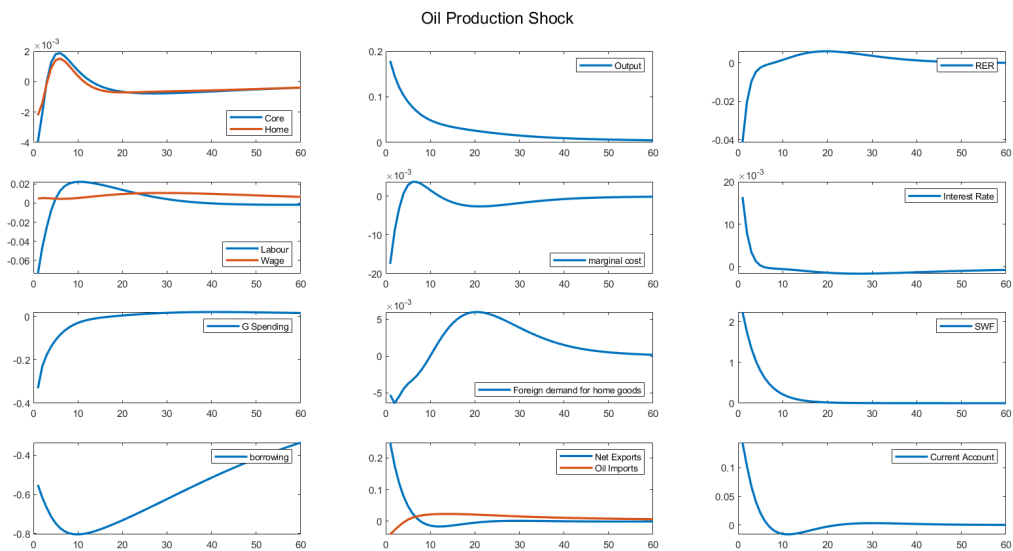 Oil Production Shock
×10⁻³
2
0
-2
-4
0 10 20 30 40 50 60
Core
Home
0.2
0.1
0
0 10 20 30 40 50 60
Output
0
-0.02
-0.04
0 10 20 30 40 50 60
RER
0.02
0
-0.02
-0.04
-0.06
0 10 20 30 40 50 60
Labour
Wage
×10⁻³
0
-10
-20
0 10 20 30 40 50 60
marginal cost
×10⁻³
20
10
0
0 10 20 30 40 50 60
Interest Rate
0
-0.2
-0.4
0 10 20 30 40 50 60
G Spending
×10⁻³
5
0
-5
0 10 20 30 40 50 60
Foreign demand for home goods
2
1
0
0 10 20 30 40 50 60
SWF
-0.4
-0.6
-0.8
0 10 20 30 40 50 60
borrowing
0.2
0.1
0
0 10 20 30 40 50 60
Net Exports
Oil Imports
0.1
0.05
0
0 10 20 30 40 50 60
Current Account